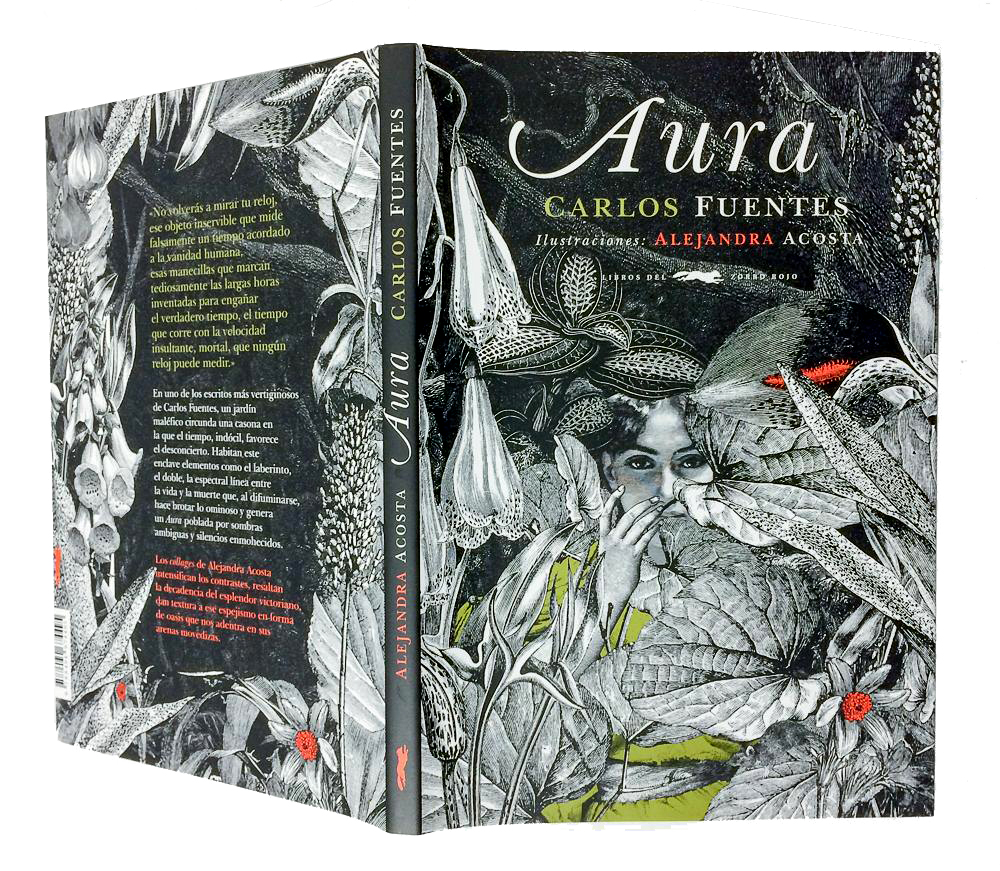 «No volverás a mirar tu reloj,
ese objeto inservible que mide
falsamente un tiempo acordado
a la vanidad humana,
esas manecillas que marcan
tediosamente las largas horas
inventadas para engañar
el verdadero tiempo, el tiempo
que corre con la velocidad
insultante, mortal, que ningún
reloj puede medir.»
En uno de los escritos más vertiginosos
de Carlos Fuentes, un jardín
maléfico circunda una casona en
la que el tiempo, indócil, favorece
el desconcierto. Habitan este
enclave elementos como el laberinto,
el doble, la espectral línea entre
la vida y la muerte que, al difuminarse,
hace brotar lo ominoso y genera
un Aura poblada por sombras
ambiguas y silencios enmohecidos.
Los collages de Alejandra Acosta
intensifican los contrastes, resaltan
la decadencia del esplendor victoriano,
dan textura a ese espejismo en forma
de oasis que nos adentra en sus
arenas movedizas.
ALEJANDRA ACOSTA Aura CARLOS FUENTES
Aura
CARLOS FUENTES
Ilustraciones: ALEJANDRA ACOSTA
LIBROS DEL ZORRO ROJO